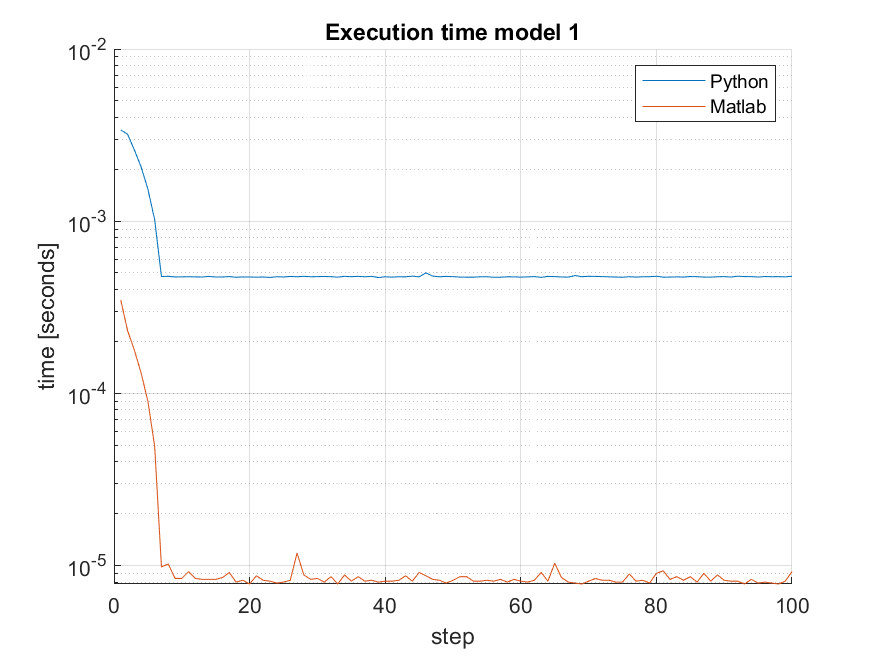 Execution time model 1
Python
Matlab
10-2
10-3
10-4
10-5
time [seconds]
0 20 40 60 80 100
step